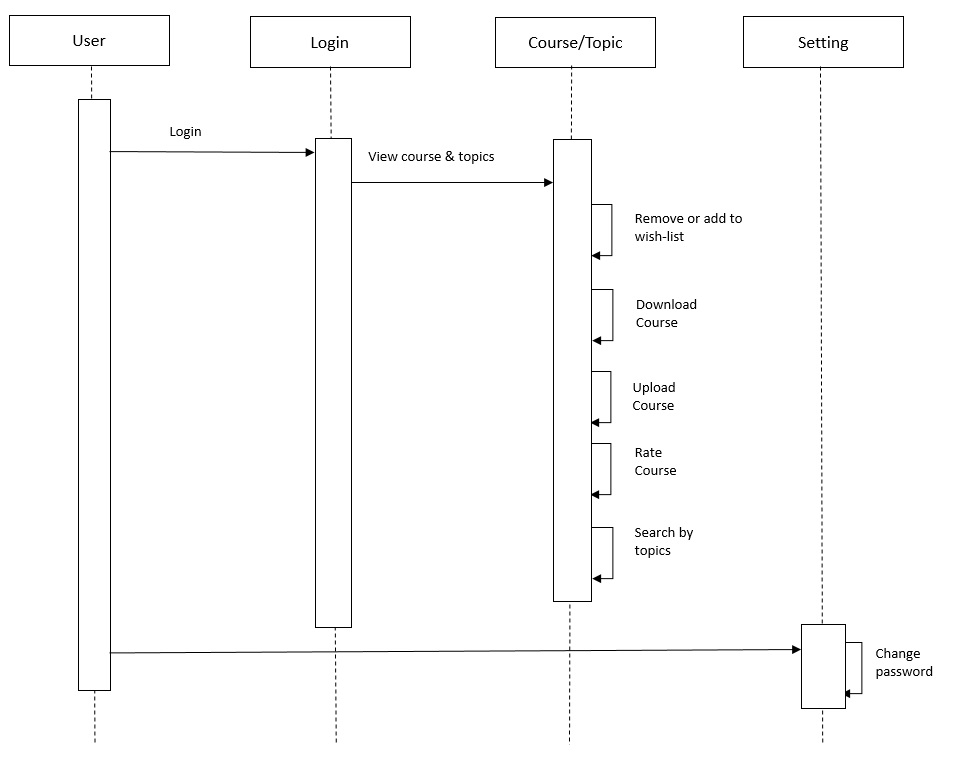 User
Login
Course/Topic
Setting
Login
View course & topics
Remove or add to
wish-list
Download
Course
Upload
Course
Rate
Course
Search by
topics
Change
password